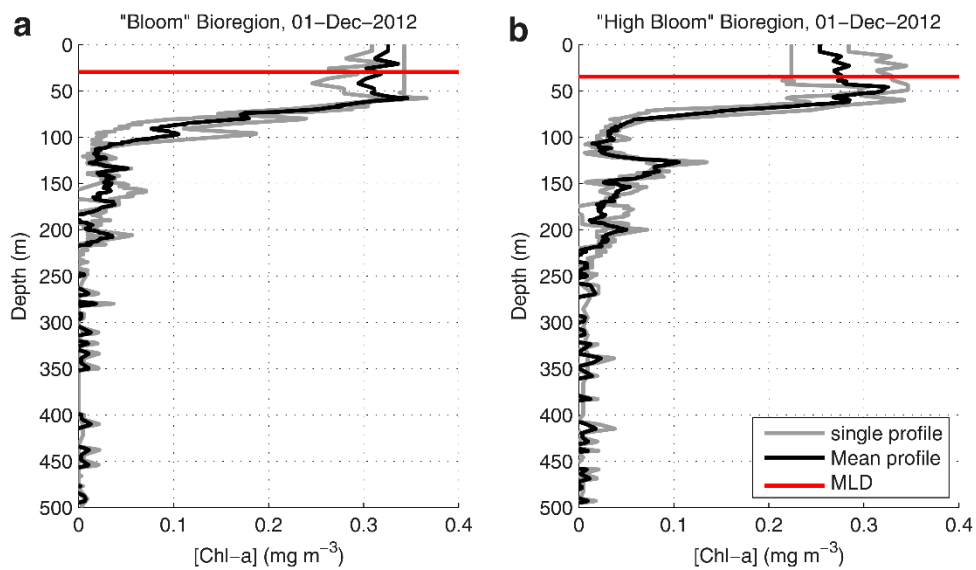 a
"Bloom" Bioregion, 01−Dec−2012
0
50
100
150
200
250
300
350
400
450
500
Depth (m)
0 0.1 0.2 0.3 0.4
[Chl−a] (mg m⁻³)
b
"High Bloom" Bioregion, 01−Dec−2012
0
50
100
150
200
250
300
350
400
450
500
Depth (m)
single profile
Mean profile
MLD
0 0.1 0.2 0.3 0.4
[Chl−a] (mg m⁻³)